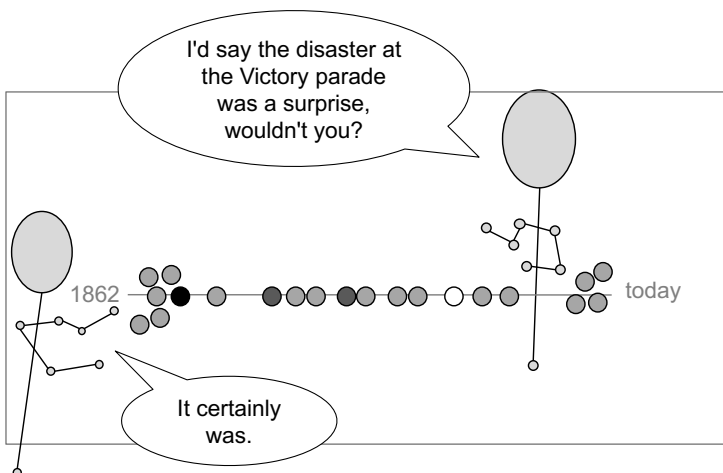 I'd say the disaster at
the Victory parade
was a surprise,
wouldn't you?
1862
today
It certainly
was.